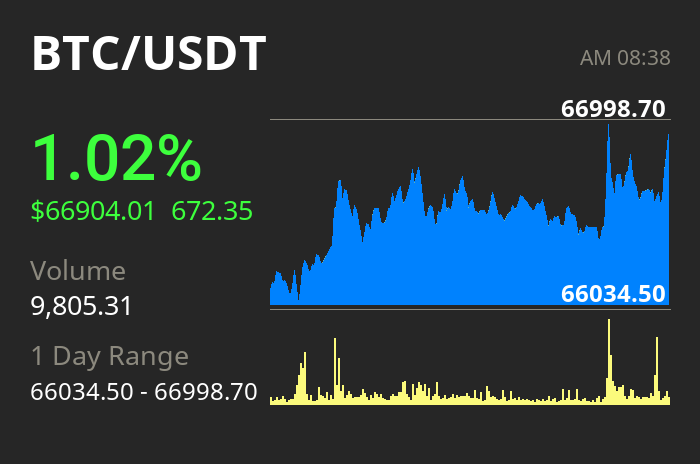 BTC/USDT
AM 08:38
1.02%
$66904.01 672.35
66998.70
Volume
9,805.31
66034.50
1 Day Range
66034.50 - 66998.70